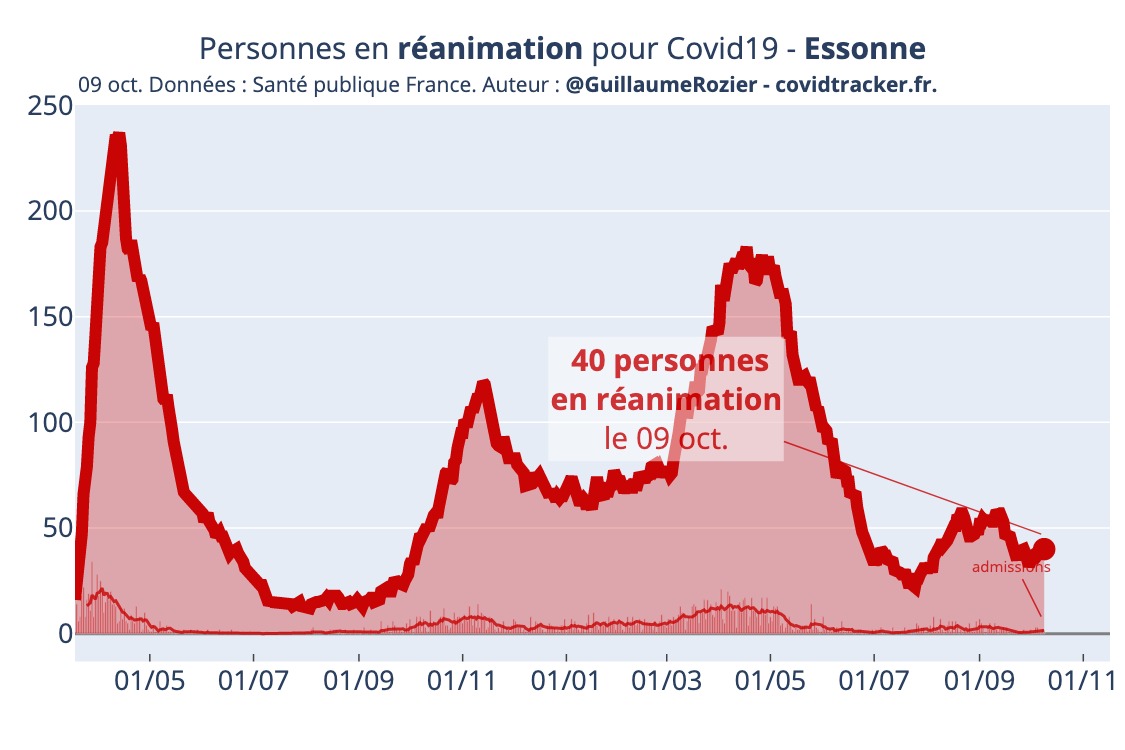 Personnes en réanimation pour Covid19 - Essonne
09 oct. Données : Santé publique France. Auteur : @GuillaumeRozier - covidtracker.fr.
250
200
150
100
50
0
40 personnes
en réanimation
le 09 oct.
admissions
01/05 01/07 01/09 01/11 01/01 01/03 01/05 01/07 01/09 01/11